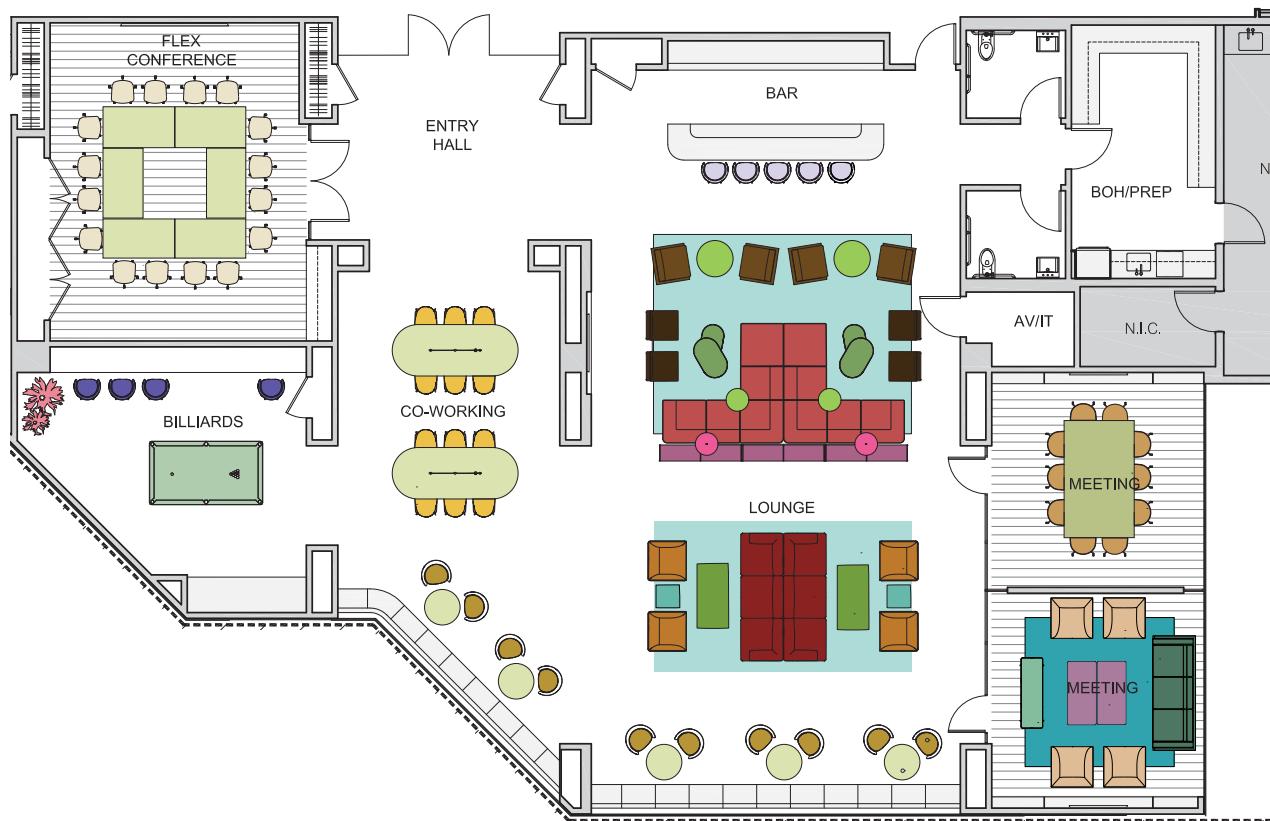 FLEX
CONFERENCE
ENTRY
HALL
BAR
BOH/PREP
N
AV/IT
N.I.C.
BILLIARDS
CO-WORKING
LOUNGE
MEETING
MEETING